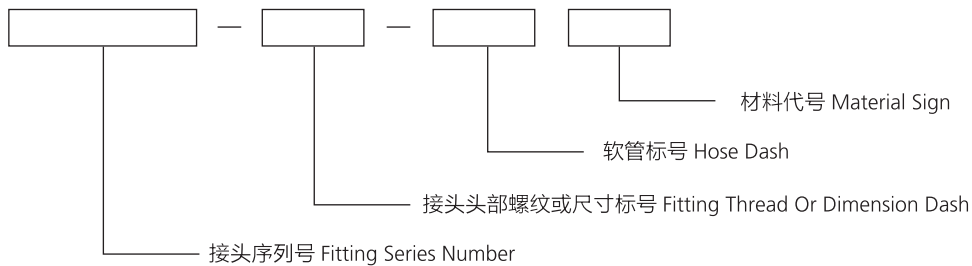 材料代号 Material Sign
软管标号 Hose Dash
接头头部螺纹或尺寸标号 Fitting Thread Or Dimension Dash
接头序列号 Fitting Series Number